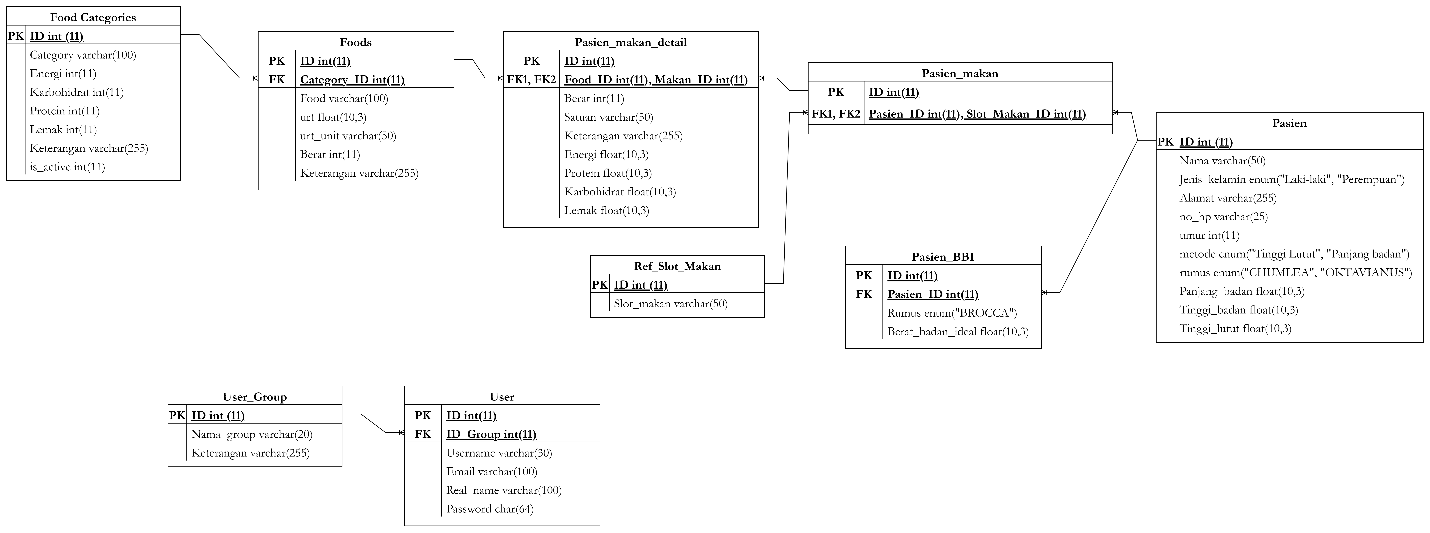 Food Categories
PK ID int (11)
Category varchar(100)
Energi int(11)
Karbohidrat int(11)
Protein int(11)
Lemak int(11)
Keterangan varchar(255)
is_active int(11)
Foods
PK ID int(11)
FK Category_ID int(11)
Food varchar(100)
urt float(10,3)
urt_unit varchar(50)
Berat int(11)
Keterangan varchar(255)
Pasien_makan_detail
PK ID int(11)
FK1, FK2 Food_ID int(11), Makan_ID int(11)
Berat int(11)
Satuan varchar(50)
Keterangan varchar(255)
Energi float(10,3)
Protein float(10,3)
Karbohidrat float(10,3)
Lemak float(10,3)
Pasien_makan
PK ID int(11)
FK1, FK2 Pasien_ID int(11), Slot_Makan_ID int(11)
Pasien
PK ID int (11)
Nama varchar(50)
Jenis_kelamin enum("Laki-laki", "Perempuan")
Alamat varchar(255)
no_hp varchar(25)
umur int(11)
metode enum("Tinggi Lutut", "Panjang badan")
rumus enum("CHUMLEA", "OKTAVIANUS")
Panjang_badan float(10,3)
Tinggi_badan float(10,3)
Tinggi_lutut float(10,3)
Ref_Slot_Makan
PK ID int (11)
Slot_makan varchar(50)
Pasien_BBI
PK ID int(11)
FK Pasien_ID int(11)
Rumus enum("BROCCA")
Berat_badan_ideal float(10,3)
User_Group
PK ID int (11)
Nama_group varchar(20)
Keterangan varchar(255)
User
PK ID int(11)
FK ID_Group int(11)
Username varchar(30)
Email varchar(100)
Real_name varchar(100)
Password char(64)